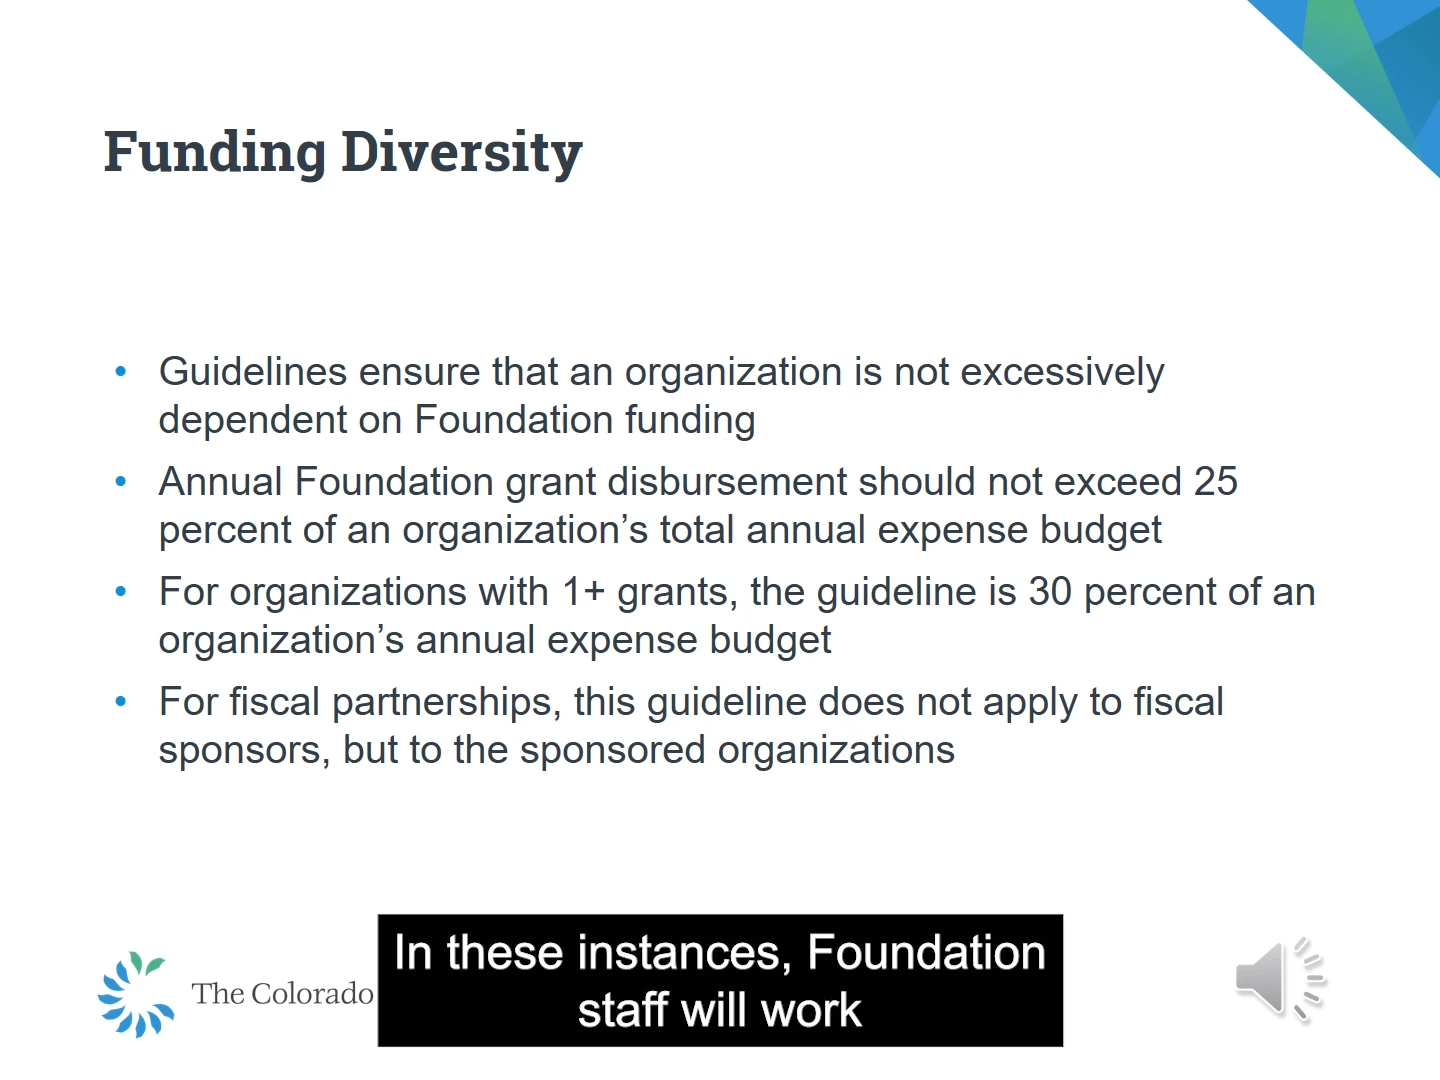 Funding Diversity
• Guidelines ensure that an organization is not excessively
dependent on Foundation funding
• Annual Foundation grant disbursement should not exceed 25
percent of an organization’s total annual expense budget
• For organizations with 1+ grants, the guideline is 30 percent of an
organization’s annual expense budget
• For fiscal partnerships, this guideline does not apply to fiscal
sponsors, but to the sponsored organizations
The Colorado
In these instances, Foundation
staff will work